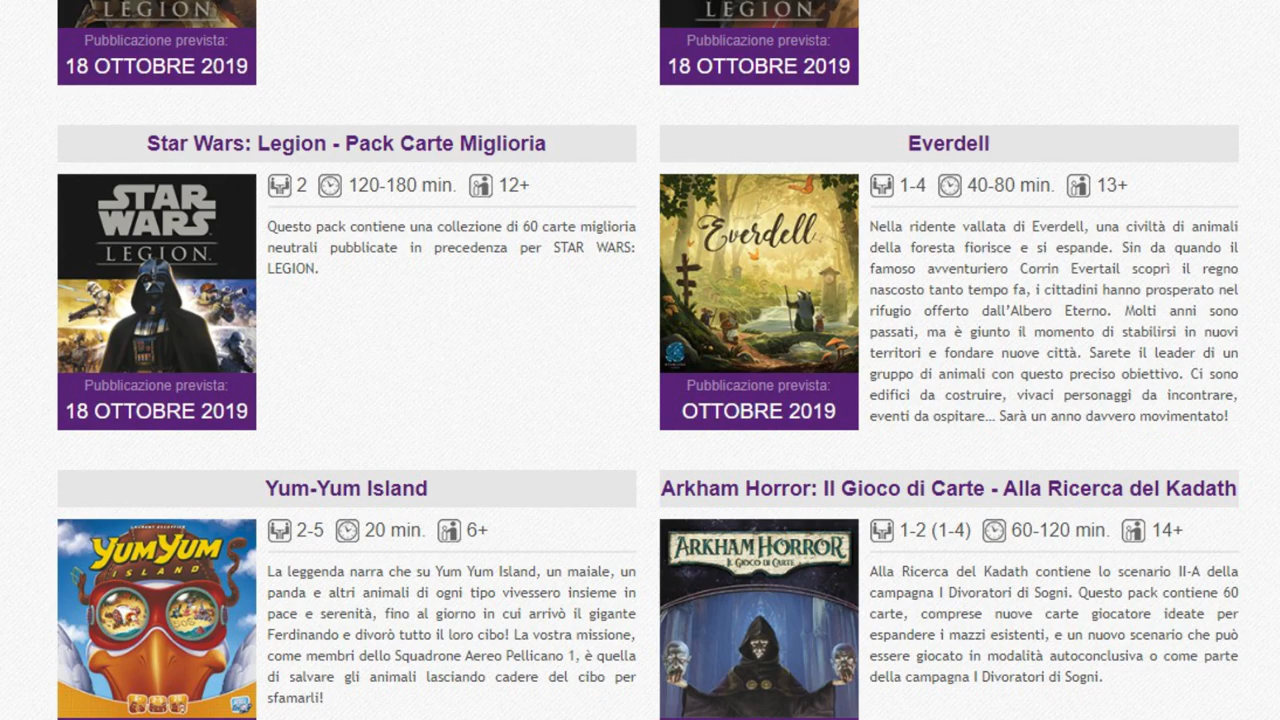 LEGION
Pubblicazione prevista:
18 OTTOBRE 2019
LEGION
Pubblicazione prevista:
18 OTTOBRE 2019
Star Wars: Legion - Pack Carte Miglioria
STAR
WARS
LEGION
2 120-180 min. 12+
Questo pack contiene una collezione di 60 carte miglioria
neutrali pubblicate in precedenza per STAR WARS:
LEGION.
Pubblicazione prevista:
18 OTTOBRE 2019
Everdell
Everdell
1-4 40-80 min. 13+
Nella ridente vallata di Everdell, una civiltà di animali
della foresta fiorisce e si espande. Sin da quando il
famoso avventuriero Corrin Evertail scoprì il regno
nascosto tanto tempo fa, i cittadini hanno prosperato nel
rifugio offerto dall'Albero Eterno. Molti anni sono
passati, ma è giunto il momento di stabilirsi in nuovi
territori e fondare nuove città. Sarete il leader di un
gruppo di animali con questo preciso obiettivo. Ci sono
edifici da costruire, vivaci personaggi da incontrare,
eventi da ospitare... Sarà un anno davvero movimentato!
Pubblicazione prevista:
OTTOBRE 2019
Yum-Yum Island
YUM YUM
ISLAND
2-5 20 min. 6+
La leggenda narra che su Yum Yum Island, un maiale, un
panda e altri animali di ogni tipo vivessero insieme in
pace e serenità, fino al giorno in cui arrivò il gigante
Ferdinando e divorò tutto il loro cibo! La vostra missione,
come membri dello Squadrone Aereo Pellicano 1, è quella
di salvare gli animali lasciando cadere del cibo per
sfamarli!
Arkham Horror: Il Gioco di Carte - Alla Ricerca del Kadath
ARKHAM HORROR
IL GIOCO DI CARTE
1-2 (1-4) 60-120 min. 14+
Alla Ricerca del Kadath contiene lo scenario II-A della
campagna I Divoratori di Sogni. Questo pack contiene 60
carte, comprese nuove carte giocatore ideate per
espandere i mazzi esistenti, e un nuovo scenario che può
essere giocato in modalità autoconclusiva o come parte
della campagna I Divoratori di Sogni.